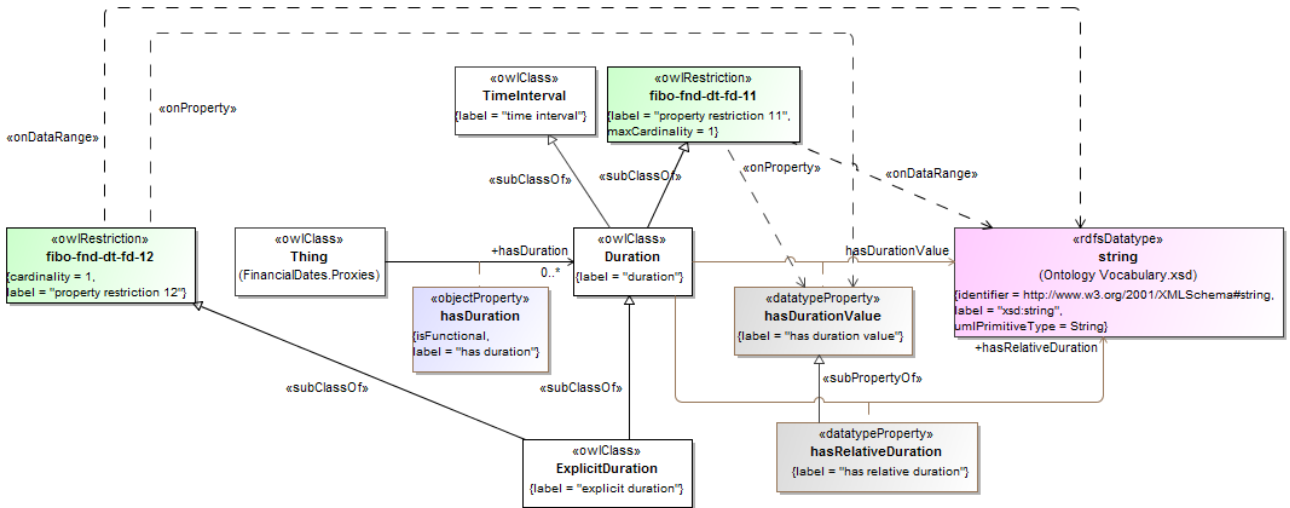 «owlClass»
TimeInterval
{label = "time interval"}
«owlRestriction»
fibo-fnd-dt-fd-11
{label = "property restriction 11",
maxCardinality = 1}
«onProperty»
«onDataRange»
«subClassOf»
«subClassOf»
«onProperty»
«onDataRange»
«owlRestriction»
fibo-fnd-dt-fd-12
{cardinality = 1,
label = "property restriction 12"}
«owlClass»
Thing
(FinancialDates.Proxies)
+hasDuration
0..*
«owlClass»
Duration
{label = "duration"}
hasDurationValue
«rdfsDatatype»
string
(Ontology Vocabulary.xsd)
{identifier = http://www.w3.org/2001/XMLSchema#string,
label = "xsd:string",
umlPrimitiveType = String}
«objectProperty»
hasDuration
{isFunctional,
label = "has duration"}
«datatypeProperty»
hasDurationValue
{label = "has duration value"}
+hasRelativeDuration
«subClassOf»
«subClassOf»
«subPropertyOf»
«owlClass»
ExplicitDuration
{label = "explicit duration"}
«datatypeProperty»
hasRelativeDuration
{label = "has relative duration"}